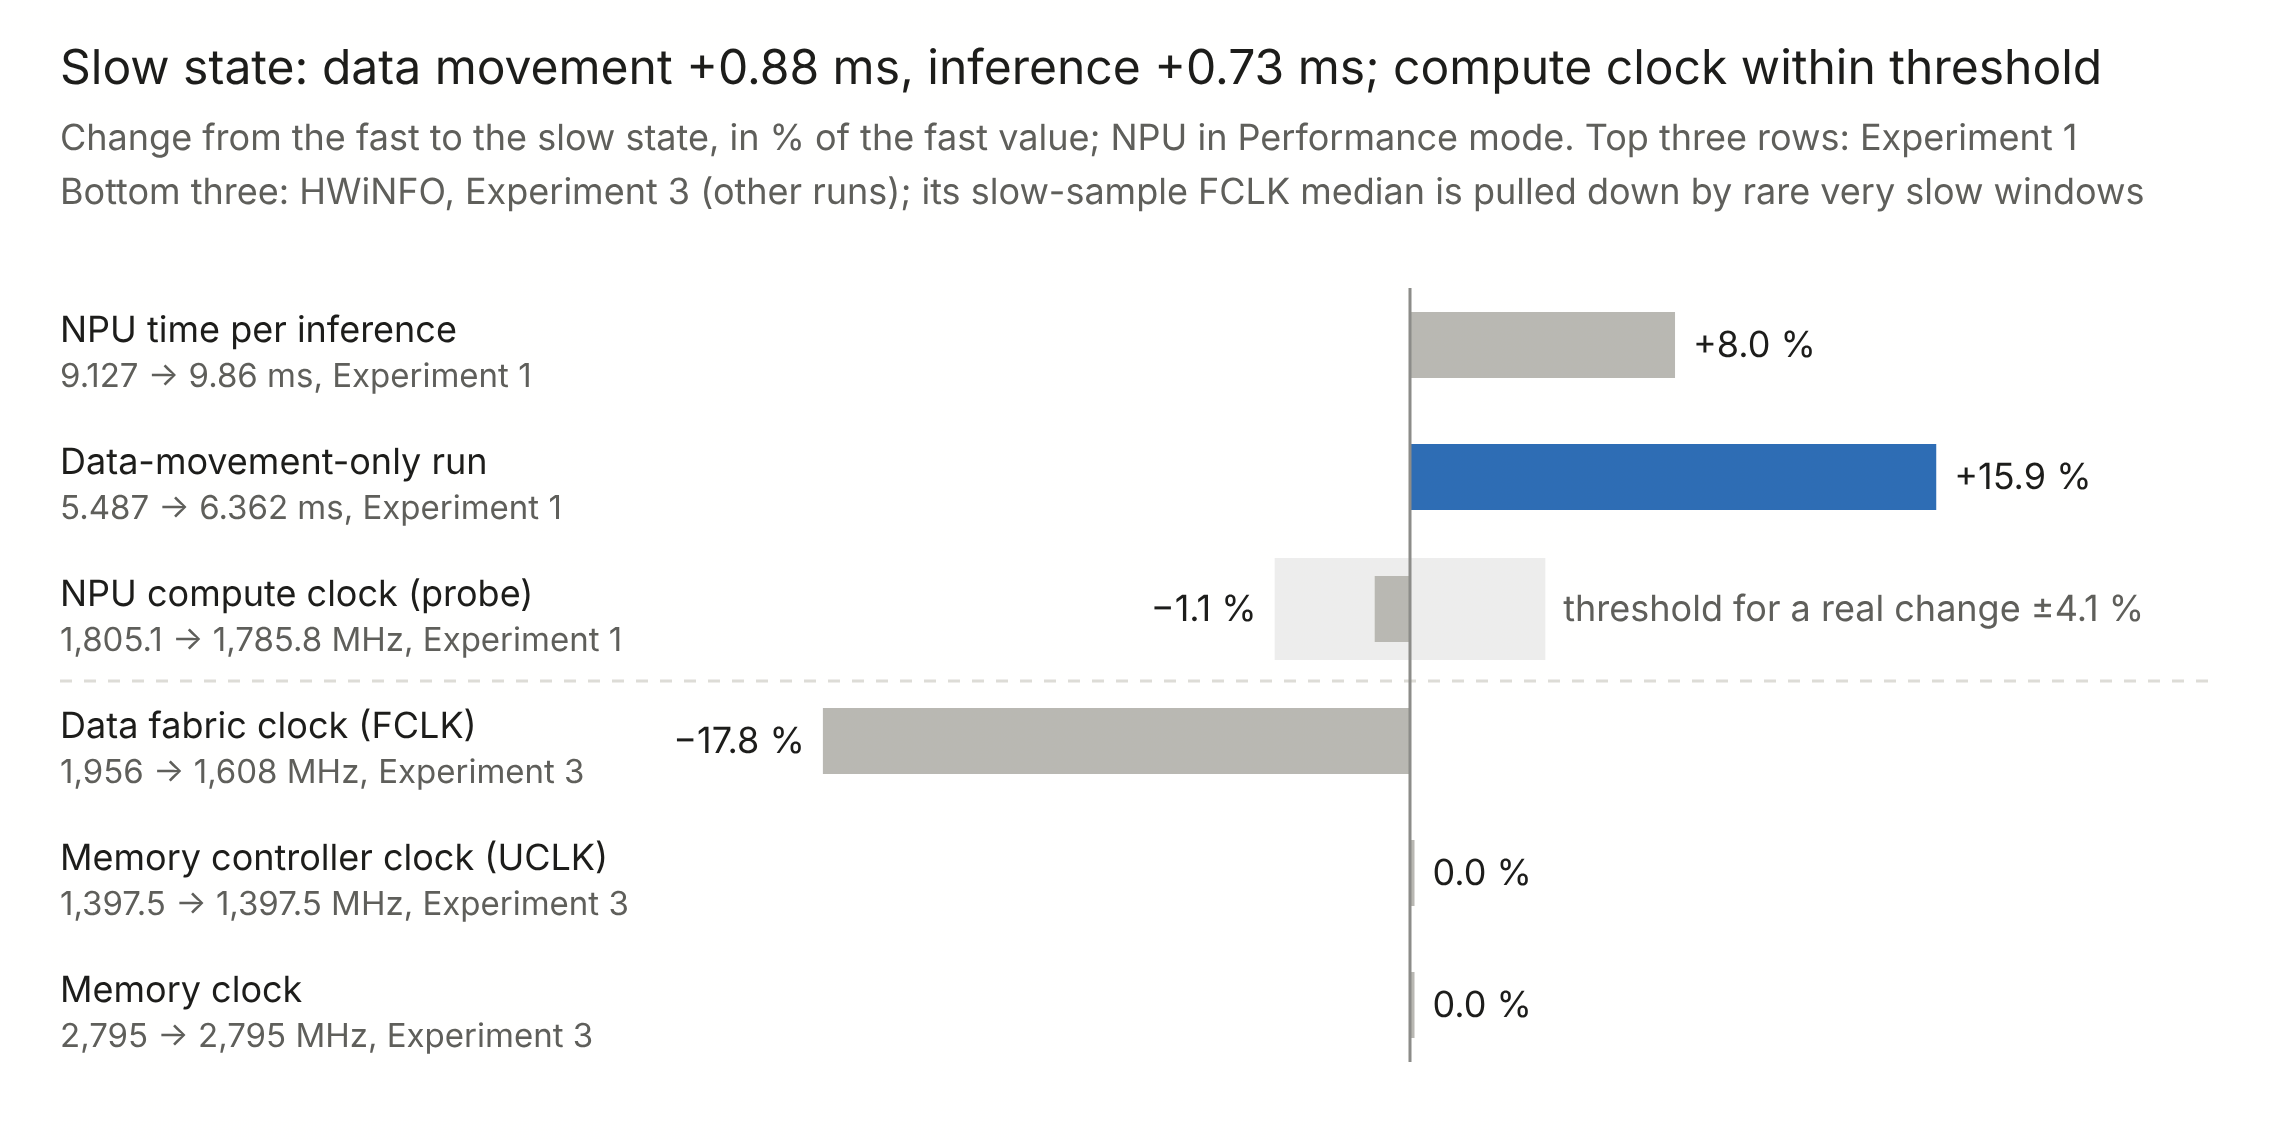 Slow state: data movement +0.88 ms, inference +0.73 ms; compute clock within threshold
Change from the fast to the slow state, in % of the fast value; NPU in Performance mode. Top three rows: Experiment 1
Bottom three: HWiNFO, Experiment 3 (other runs); its slow-sample FCLK median is pulled down by rare very slow windows
NPU time per inference
9.127 → 9.86 ms, Experiment 1
+8.0 %
Data-movement-only run
5.487 → 6.362 ms, Experiment 1
+15.9 %
NPU compute clock (probe)
1,805.1 → 1,785.8 MHz, Experiment 1
−1.1 %
threshold for a real change ±4.1 %
Data fabric clock (FCLK)
1,956 → 1,608 MHz, Experiment 3
−17.8 %
Memory controller clock (UCLK)
1,397.5 → 1,397.5 MHz, Experiment 3
0.0 %
Memory clock
2,795 → 2,795 MHz, Experiment 3
0.0 %